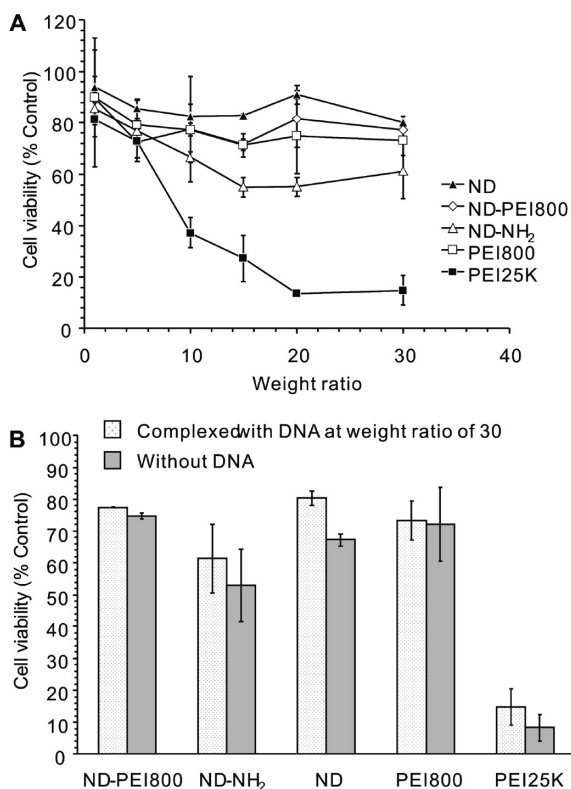 A
120
100
80
60
40
20
0
Cell viability (% Control)
0 10 20 30 40
Weight ratio
ND
ND-PEI800
ND-NH2
PEI800
PEI25K
B
Complexedwith DNA at weight ratio of 30
Without DNA
100
90
80
70
60
50
40
30
20
10
0
Cell viability (% Control)
ND-PEI800 ND-NH2 ND PEI800 PEI25K